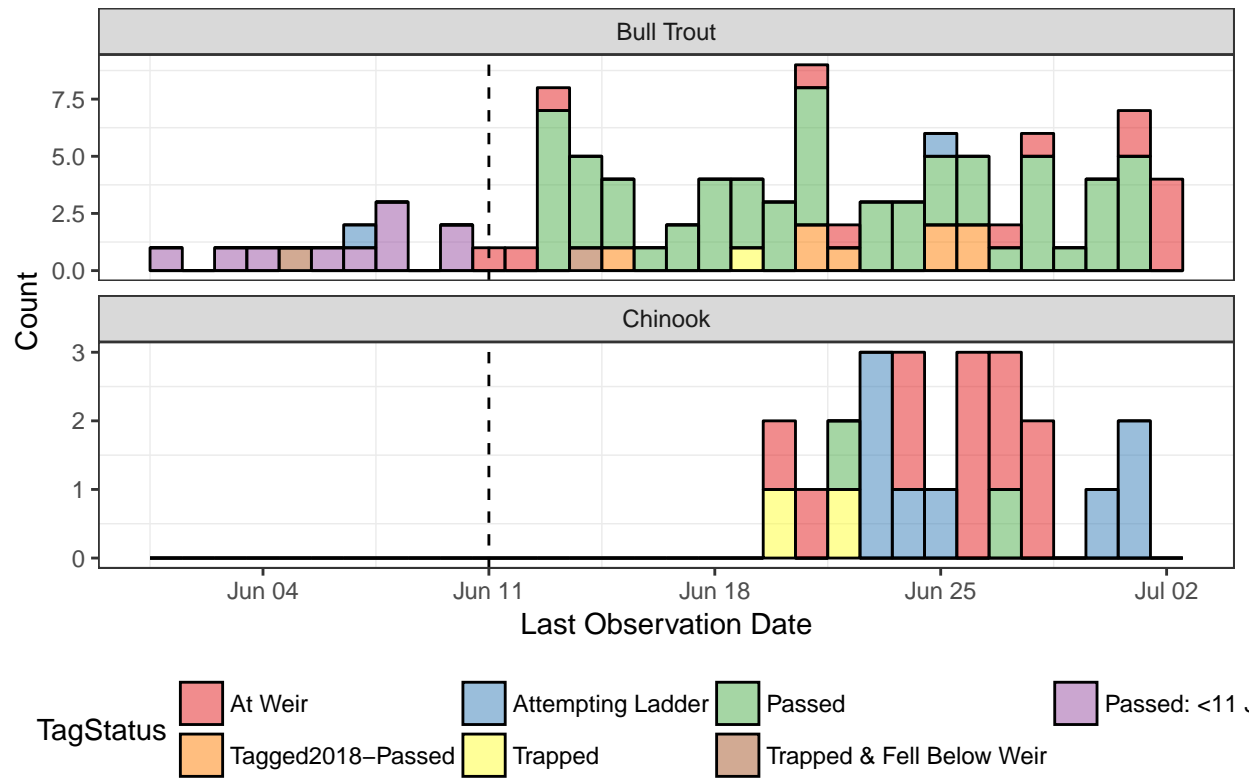 Bull Trout
7.5
5.0
2.5
0.0
Count
Chinook
3
2
1
0
Jun 04 Jun 11 Jun 18 Jun 25 Jul 02
Last Observation Date
TagStatus
At Weir Attempting Ladder Passed Passed: <11 J
Tagged2018−Passed Trapped Trapped & Fell Below Weir